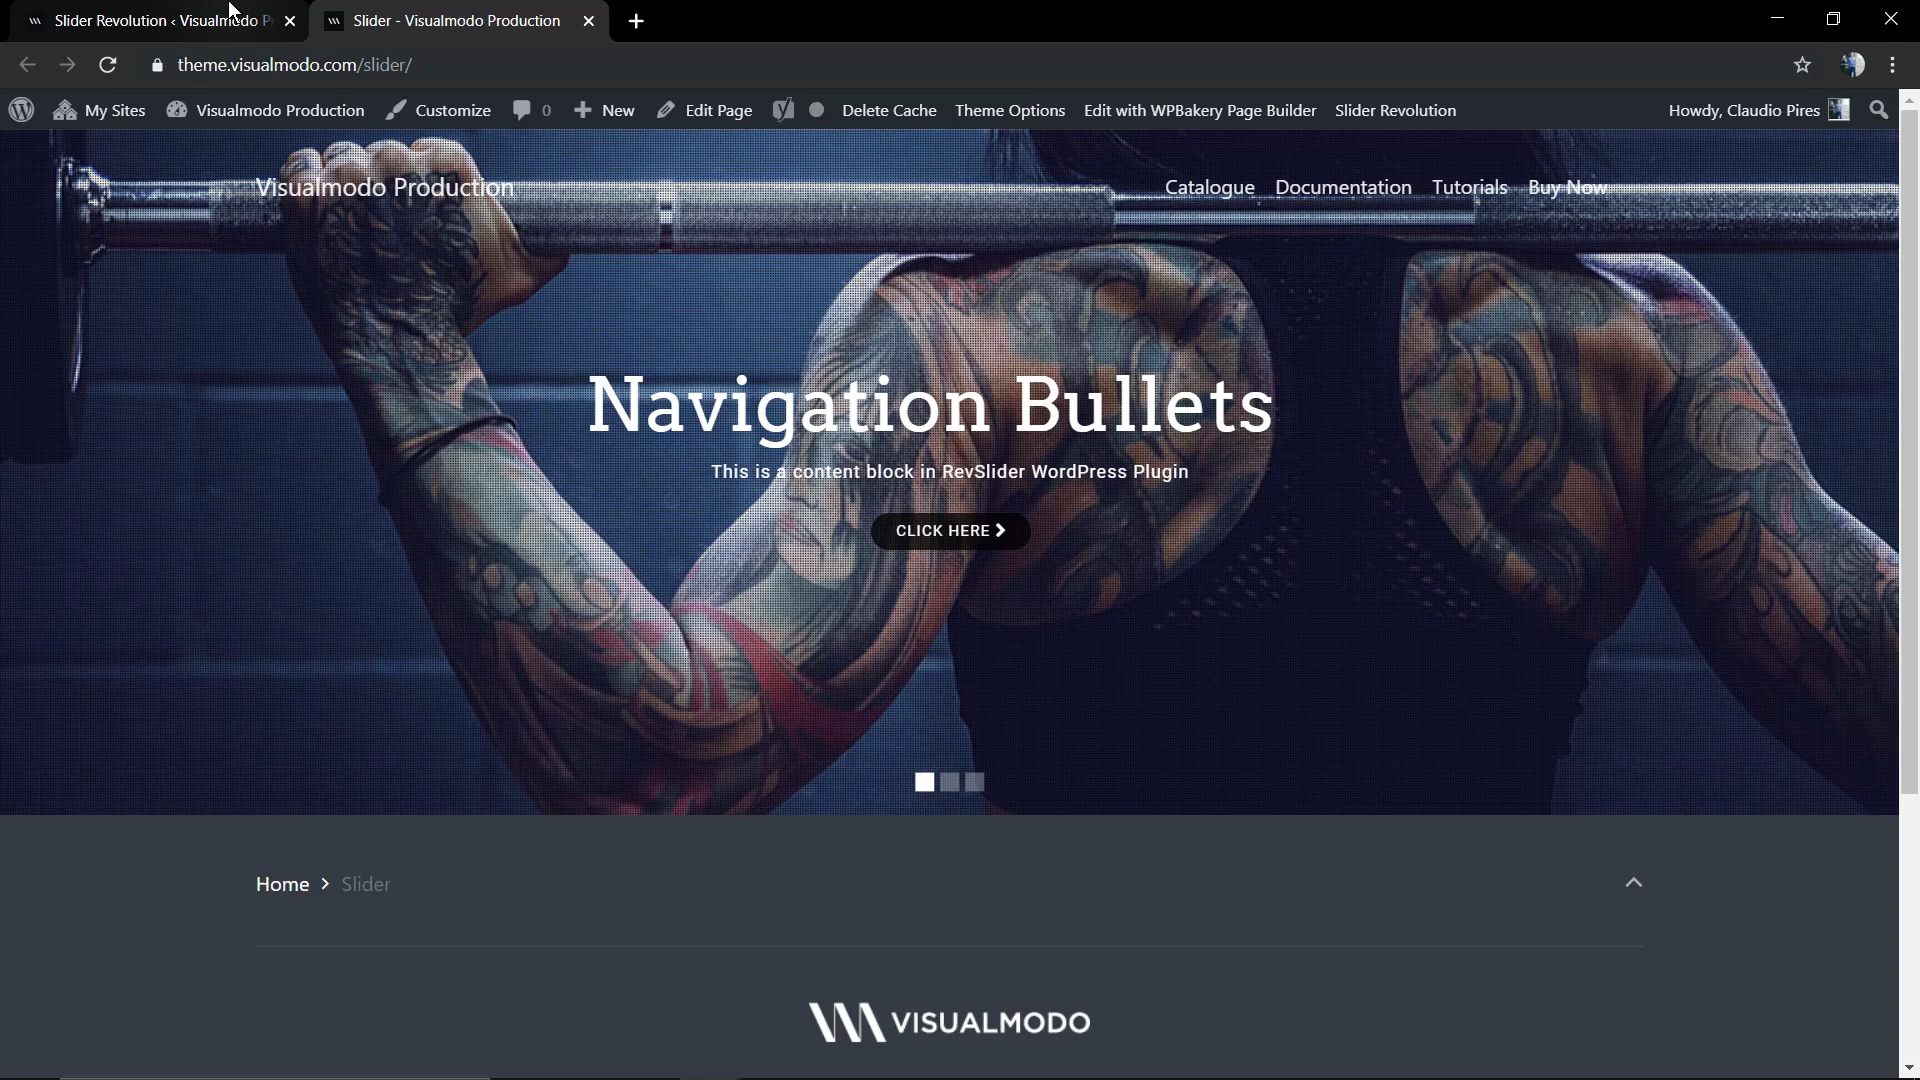 Slider Revolution ‹ Visualmodo P
Slider - Visualmodo Production
theme.visualmodo.com/slider/
My Sites
Visualmodo Production
Customize
0
New
Edit Page
Delete Cache
Theme Options
Edit with WPBakery Page Builder
Slider Revolution
Howdy, Claudio Pires
Visualmodo Production
Catalogue
Documentation
Tutorials
Buy Now
Navigation Bullets
This is a content block in RevSlider WordPress Plugin
CLICK HERE
Home > Slider
VISUALMODO